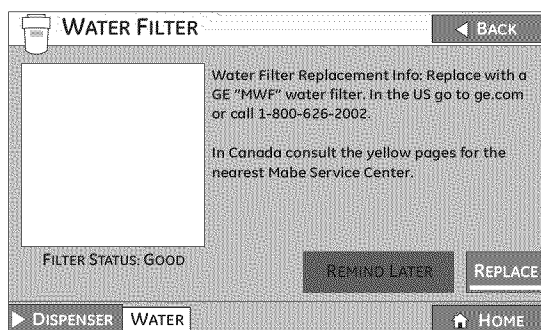 WATER FILTER
BACK
Water Filter Replacement Info: Replace with a
GE "MWF" water filter. In the US go to ge.com
or call 1-800-626-2002.
In Canada consult the yellow pages for the
nearest Mabe Service Center.
FILTER STATUS: GOOD
REMIND LATER
REPLACE
DISPENSER
WATER
HOME